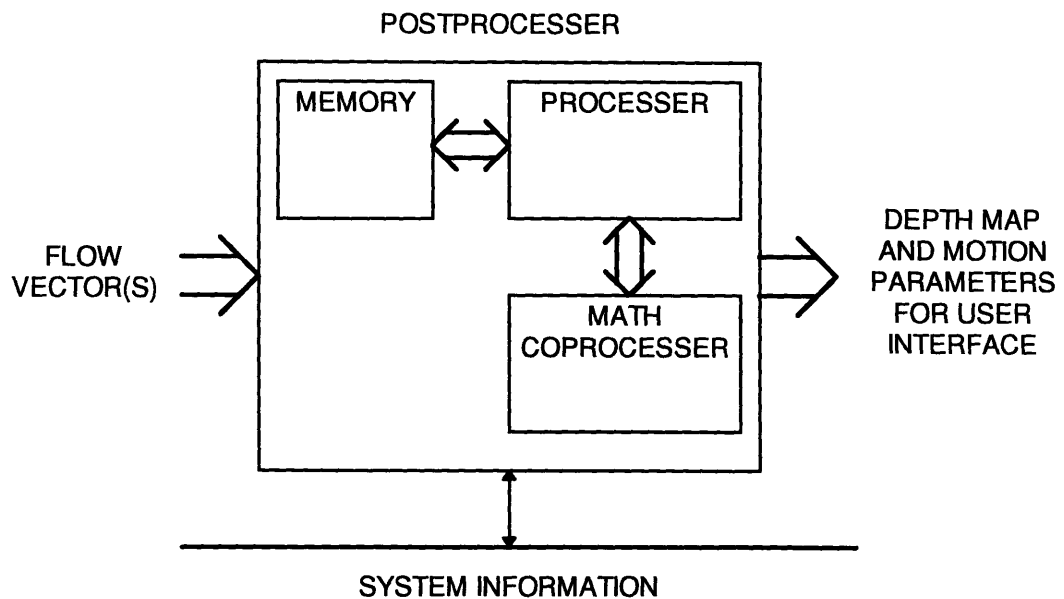 POSTPROCESSER
MEMORY
PROCESSER
FLOW
VECTOR(S)
MATH
COPROCESSER
DEPTH MAP
AND MOTION
PARAMETERS
FOR USER
INTERFACE
SYSTEM INFORMATION